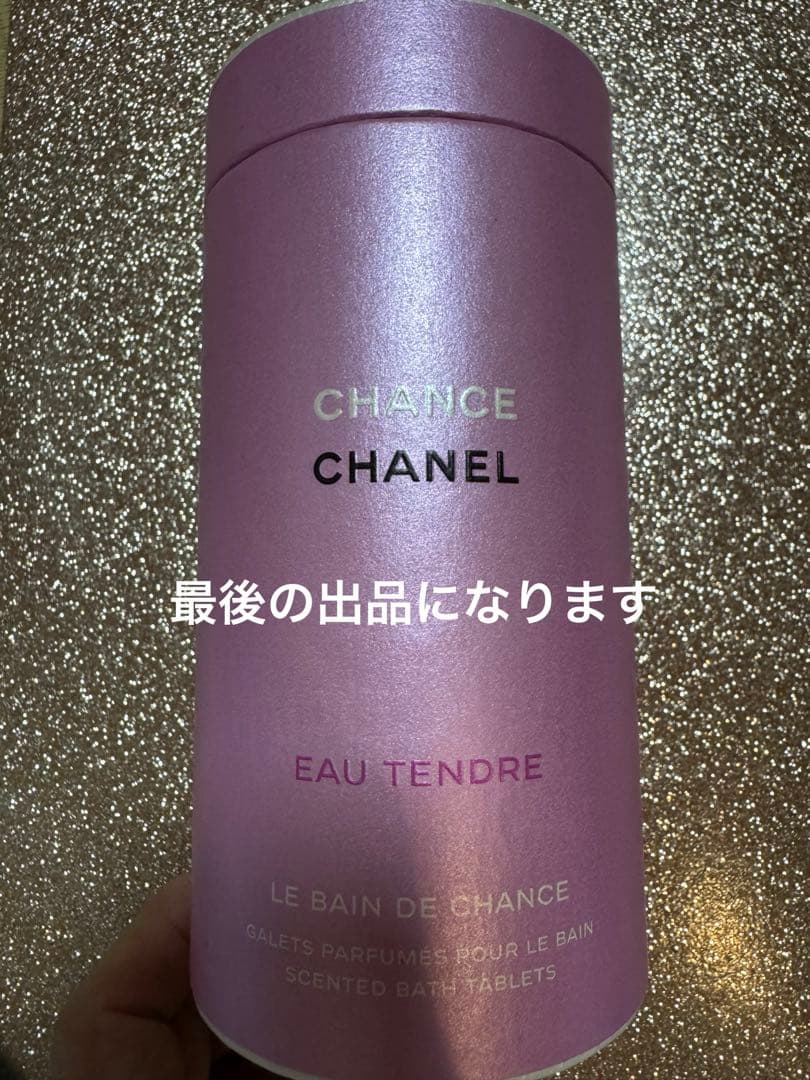 CHANCE
CHANEL
最後の出品になります
EAU TENDRE
LE BAIN DE CHANCE
GALETS PARFUMÉS POUR LE BAIN
SCENTED BATH TABLETS